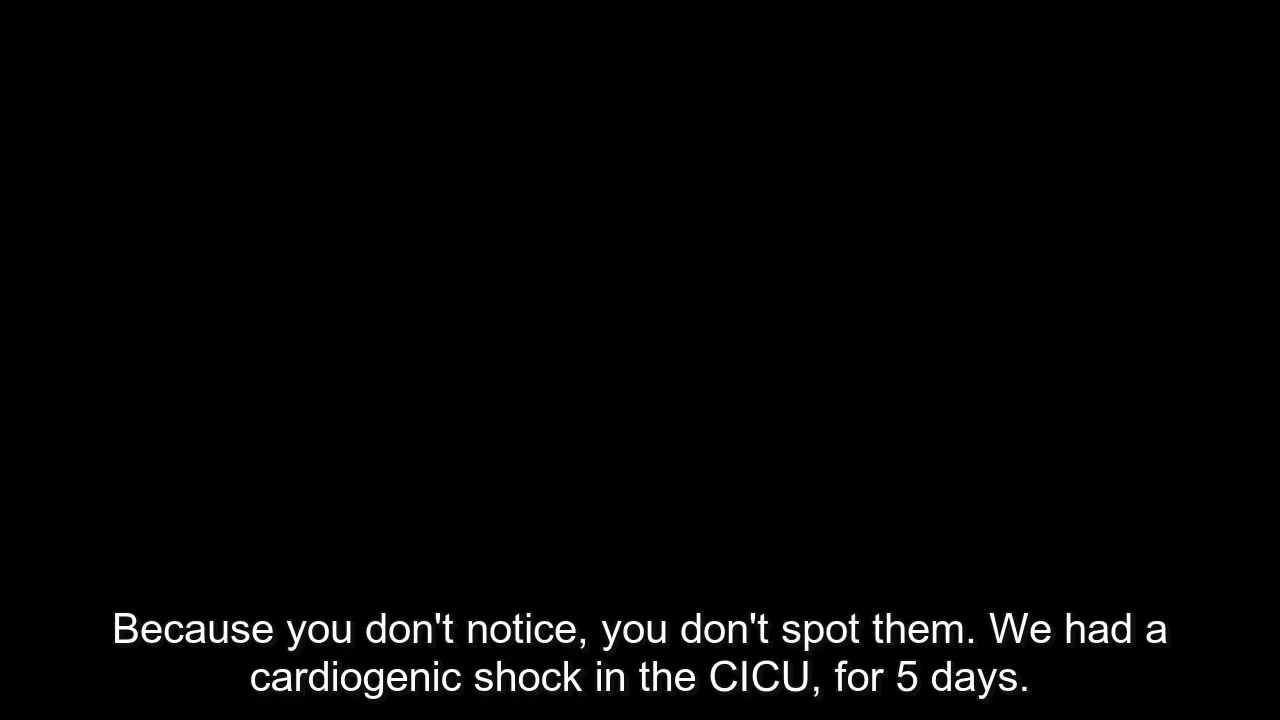 Because you don't notice, you don't spot them. We had a
cardiogenic shock in the CICU, for 5 days.